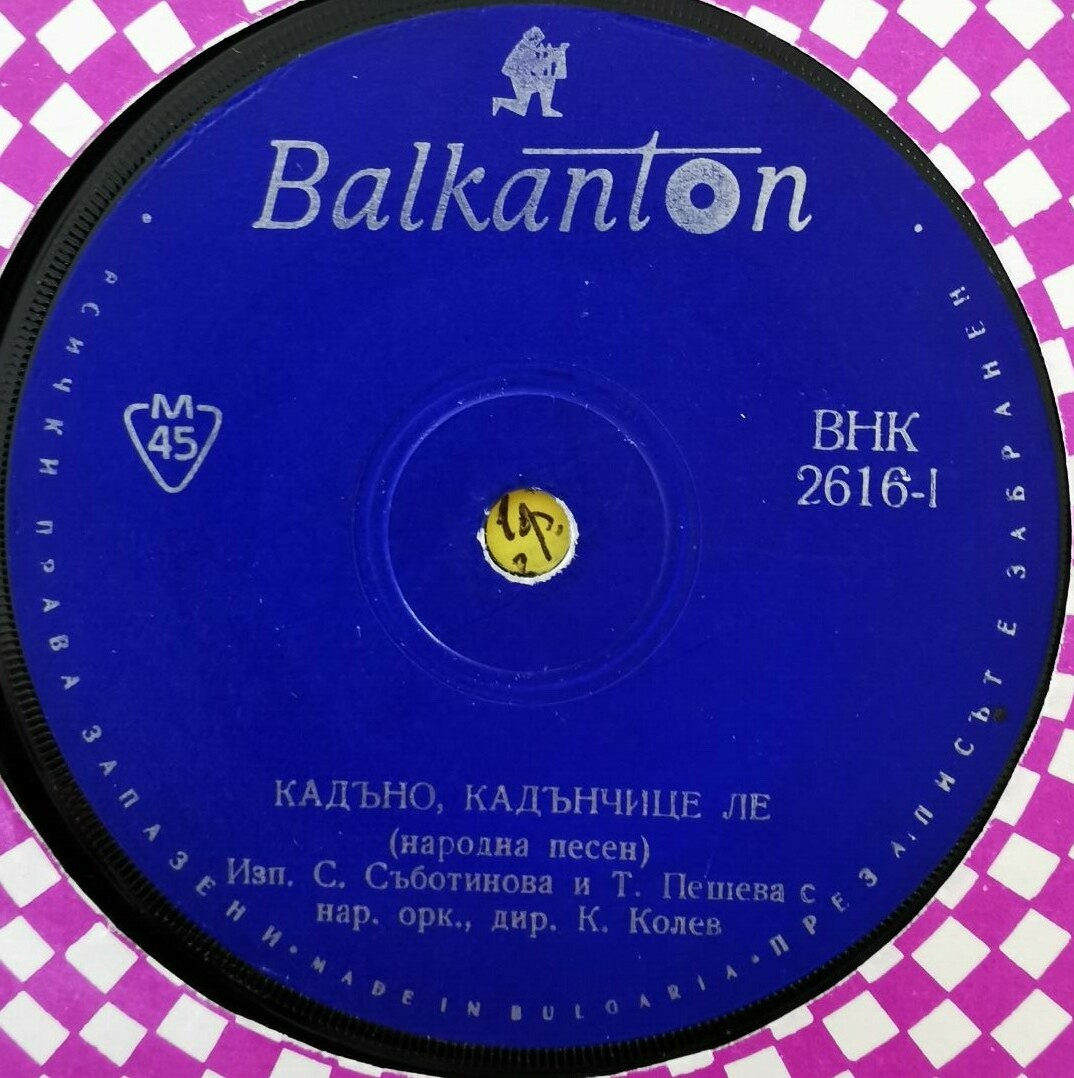 Balkanton
М
45
ВНК
2616-I
КАДЪНО, КАДЪНЧИЦЕ ЛЕ
(народна песен)
Изп. С. Съботинова и Т. Пешева с
нар. орк., дир. К. Колев
ВСИЧКИ ПРАВА ЗАПАЗЕНИ • MADE IN BULGARIA • ПРЕЗАПИСЪТ Е ЗАБРАНЕН